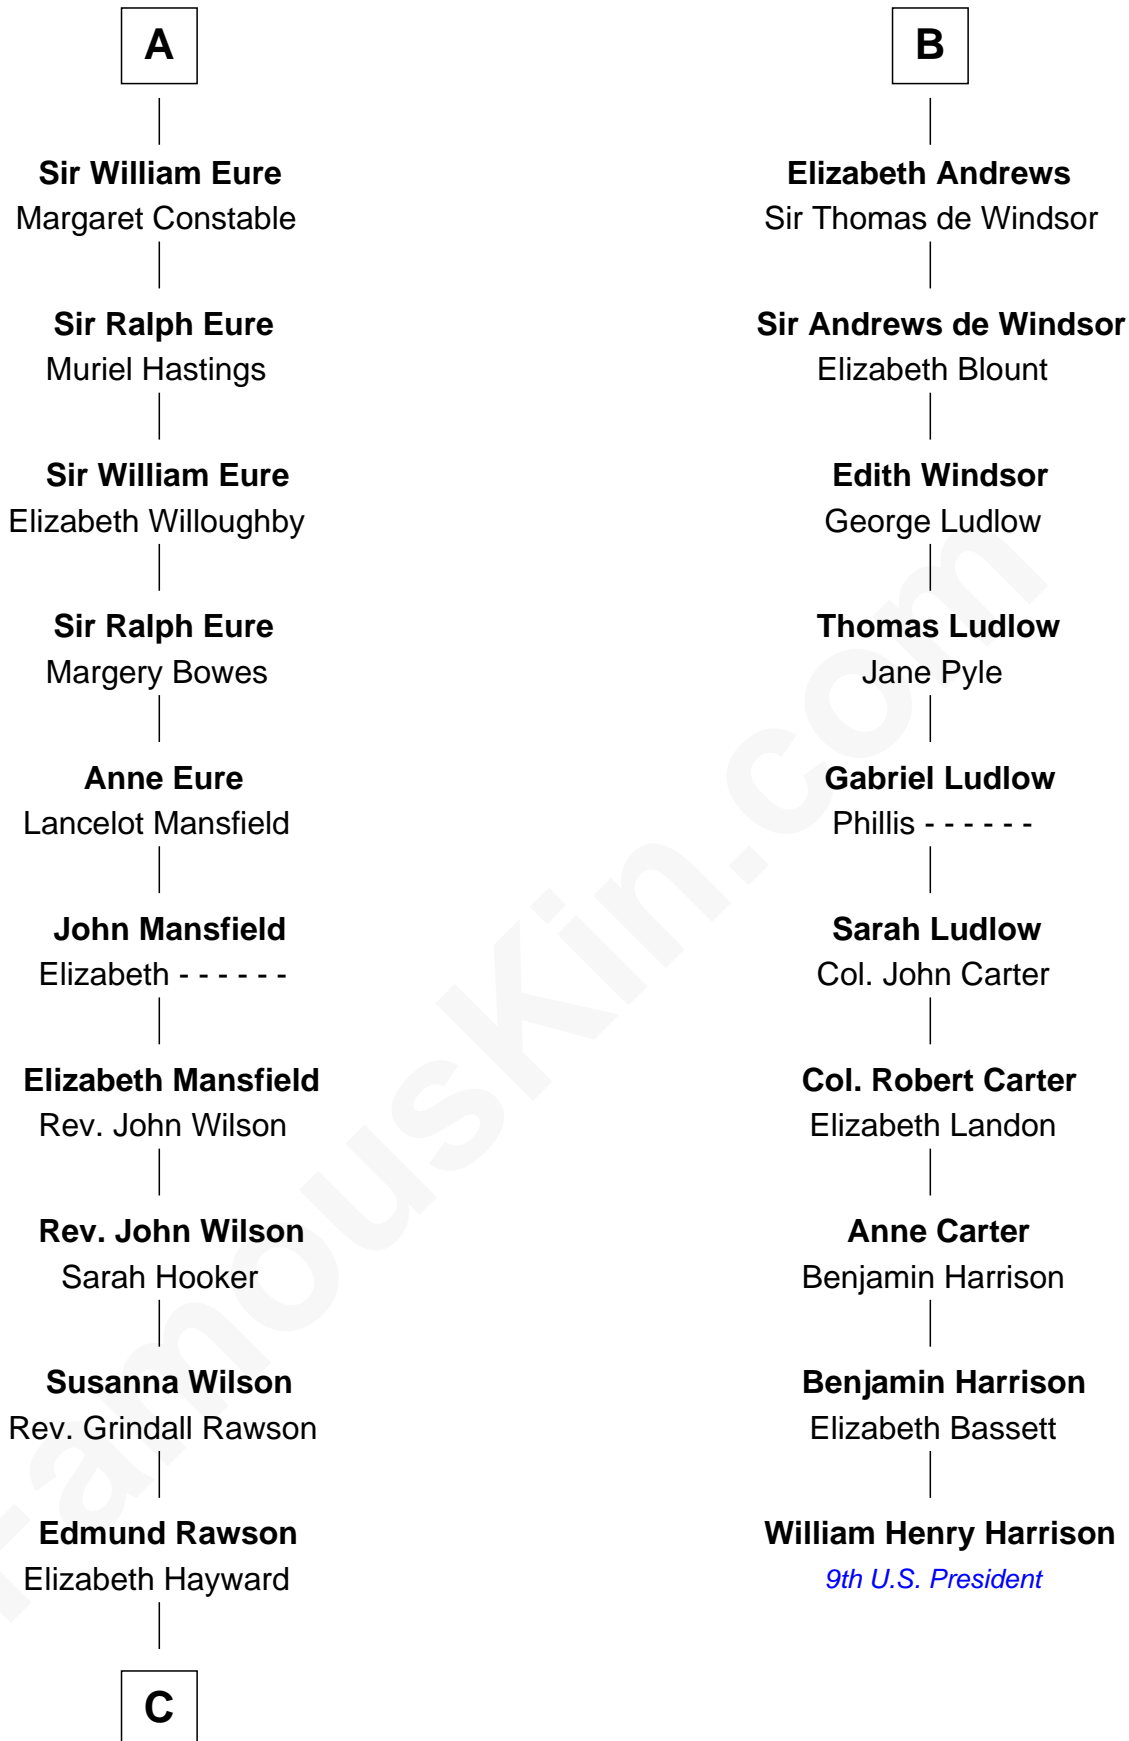 A
Sir William Eure
Margaret Constable
Sir Ralph Eure
Muriel Hastings
Sir William Eure
Elizabeth Willoughby
Sir Ralph Eure
Margery Bowes
Anne Eure
Lancelot Mansfield
John Mansfield
Elizabeth - - - - - -
Elizabeth Mansfield
Rev. John Wilson
Rev. John Wilson
Sarah Hooker
Susanna Wilson
Rev. Grindall Rawson
Edmund Rawson
Elizabeth Hayward
C
B
Elizabeth Andrews
Sir Thomas de Windsor
Sir Andrews de Windsor
Elizabeth Blount
Edith Windsor
George Ludlow
Thomas Ludlow
Jane Pyle
Gabriel Ludlow
Phillis - - - - - -
Sarah Ludlow
Col. John Carter
Col. Robert Carter
Elizabeth Landon
Anne Carter
Benjamin Harrison
Benjamin Harrison
Elizabeth Bassett
William Henry Harrison
9th U.S. President
FamousKin.com